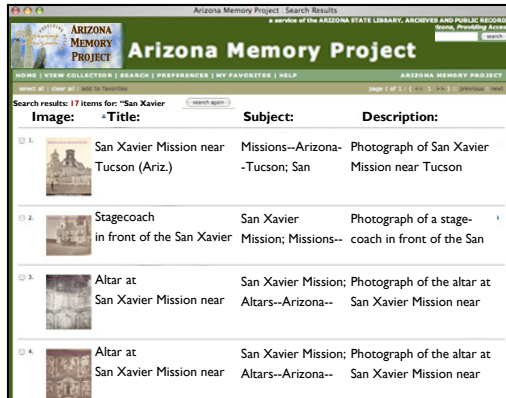 Arizona Memory Project : Search Results
a service of the ARIZONA STATE LIBRARY, ARCHIVES AND PUBLIC RECORD
Arizona, Providing Acces
search
ARIZONA
MEMORY
PROJECT
Arizona Memory Project
HOME | VIEW COLLECTION | SEARCH | PREFERENCES | MY FAVORITES | HELP
ARIZONA MEMORY PROJECT
select all | clear all | add to favorites
page 1 of 1 : ( << 1 >> ) previous next
Search results: 17 items for: "San Xavier
search again
Image: Title: Subject: Description:
1. San Xavier Mission near Missions--Arizona- Photograph of San Xavier
Tucson (Ariz.) -Tucson; San Mission near Tucson
2. Stagecoach San Xavier Photograph of a stage-
in front of the San Xavier Mission; Missions-- coach in front of the San
3. Altar at San Xavier Mission; Photograph of the altar at
San Xavier Mission near Altars--Arizona-- San Xavier Mission near
4. Altar at San Xavier Mission; Photograph of the altar at
San Xavier Mission near Altars--Arizona-- San Xavier Mission near